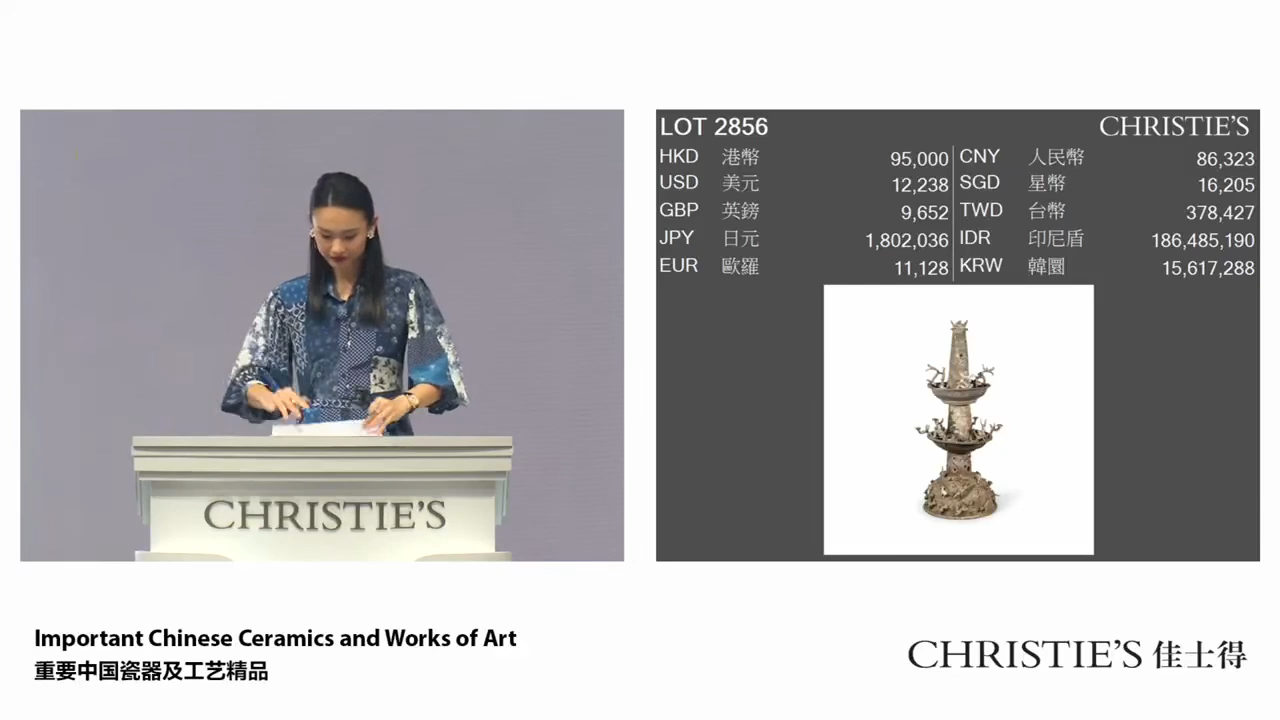 CHRISTIE'S
LOT 2856 CHRISTIE'S
HKD 港幣 95,000 CNY 人民幣 86,323
USD 美元 12,238 SGD 星幣 16,205
GBP 英鎊 9,652 TWD 台幣 378,427
JPY 日元 1,802,036 IDR 印尼盾 186,485,190
EUR 歐羅 11,128 KRW 韓圜 15,617,288
Important Chinese Ceramics and Works of Art
重要中国瓷器及工艺精品
CHRISTIE'S 佳士得